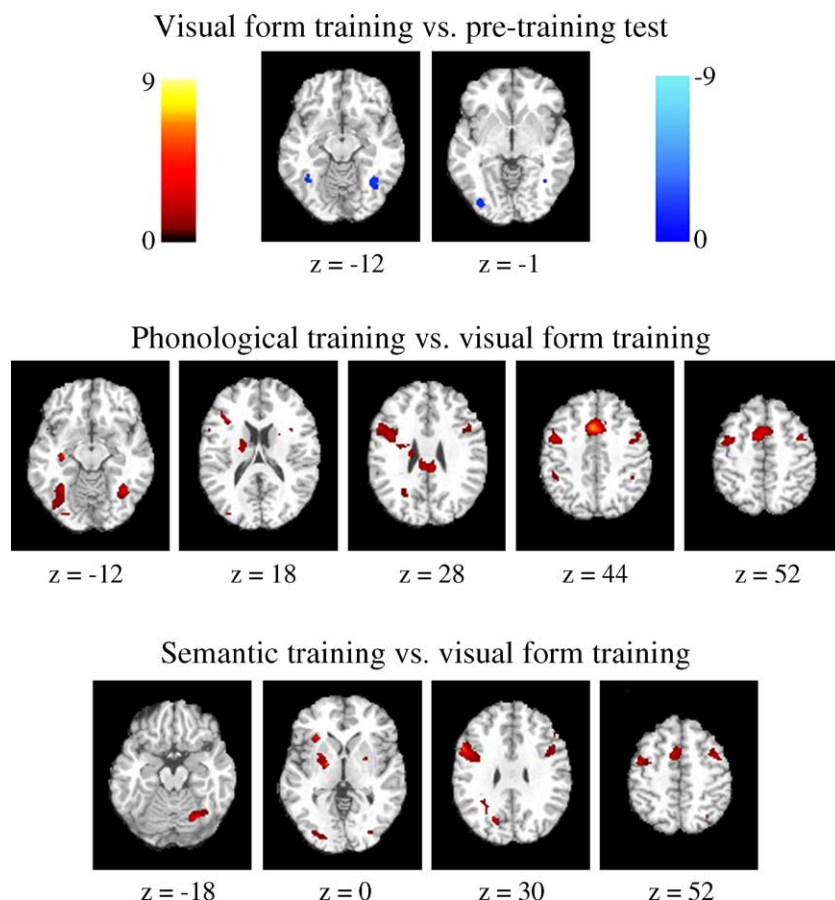 Visual form training vs. pre-training test
9
-9
0
0
z = -12
z = -1
Phonological training vs. visual form training
z = -12
z = 18
z = 28
z = 44
z = 52
Semantic training vs. visual form training
z = -18
z = 0
z = 30
z = 52